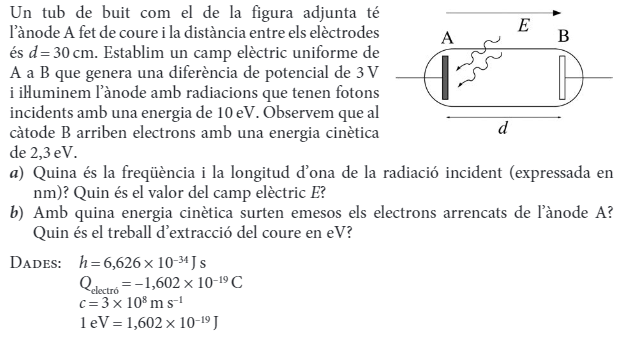 Un tub de buit com el de la figura adjunta té
l'ànode A fet de coure i la distància entre els elèctrodes
és d = 30 cm. Establim un camp elèctric uniforme de
A a B que genera una diferència de potencial de 3 V
i il·luminem l'ànode amb radiacions que tenen fotons
incidents amb una energia de 10 eV. Observem que al
càtode B arriben electrons amb una energia cinètica
de 2,3 eV.
E
A
B
d
a) Quina és la freqüència i la longitud d'ona de la radiació incident (expressada en
nm)? Quin és el valor del camp elèctric E?
b) Amb quina energia cinètica surten emesos els electrons arrencats de l'ànode A?
Quin és el treball d'extracció del coure en eV?
DADES: h = 6,626 × 10⁻³⁴ J s
Qelectró = −1,602 × 10⁻¹⁹ C
c = 3 × 10⁸ m s⁻¹
1 eV = 1,602 × 10⁻¹⁹ J